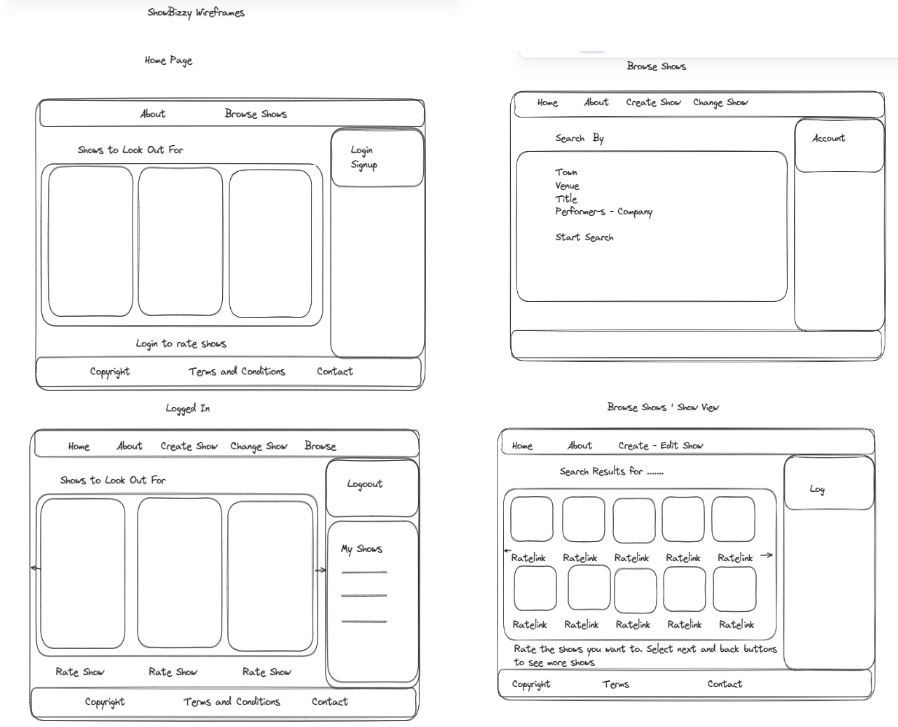 ShowBizzy Wireframes
Home Page
About Browse Shows
Shows to Look Out For
Login
Signup
Login to rate shows
Copyright Terms and Conditions Contact
Browse Shows
Home About Create Show Change Show
Search By
Account
Town
Venue
Title
Performers - Company
Start Search
Logged In
Home About Create Show Change Show Browse
Shows to Look Out For
Logoout
My Shows
Rate Show Rate Show Rate Show
Copyright Terms and Conditions Contact
Browse Shows ' Show View
Home About Create - Edit Show
Search Results for .......
Log
Ratelink Ratelink Ratelink Ratelink Ratelink
Ratelink Ratelink Ratelink Ratelink Ratelink
Rate the shows you want to. Select next and back buttons
to see more shows
Copyright Terms Contact